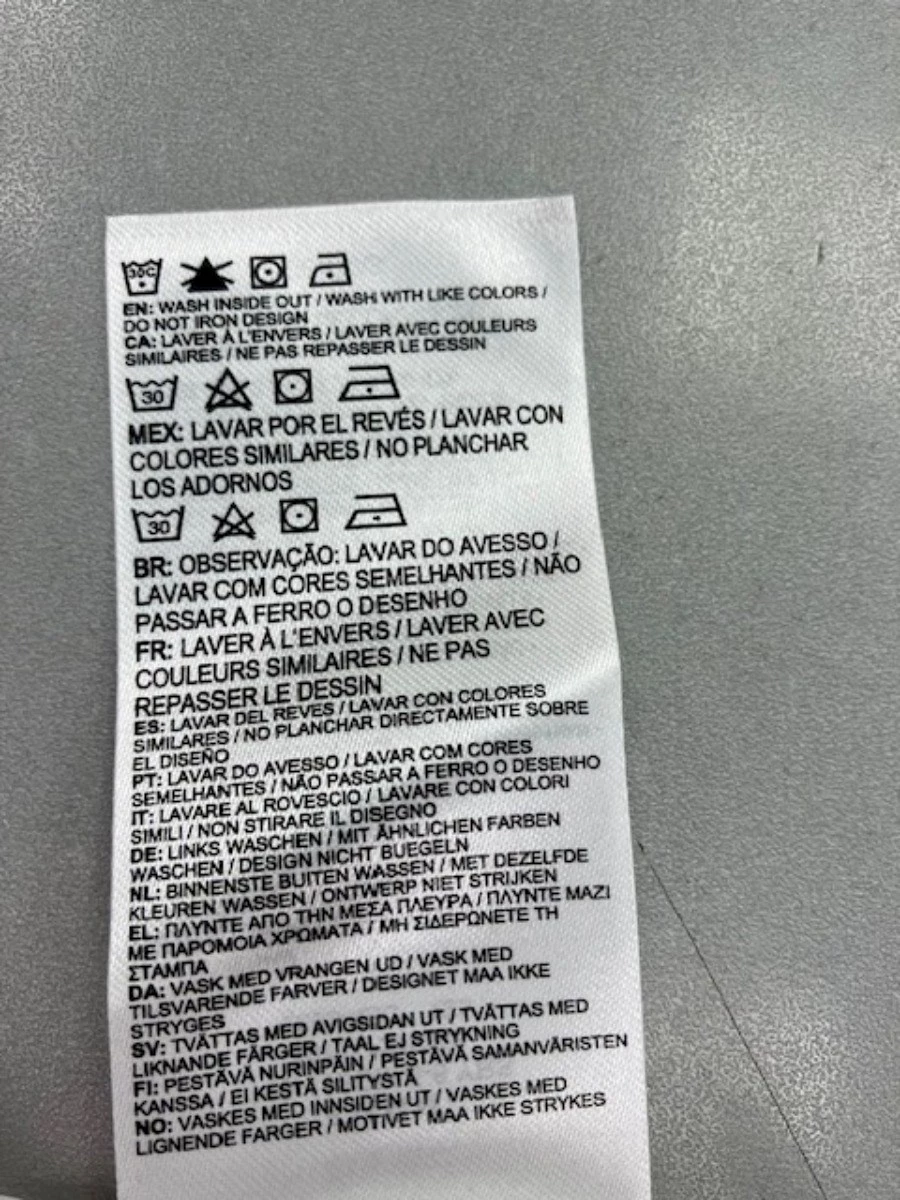 30C
EN: WASH INSIDE OUT / WASH WITH LIKE COLORS /
DO NOT IRON DESIGN
CA: LAVER À L'ENVERS / LAVER AVEC COULEURS
SIMILAIRES / NE PAS REPASSER LE DESSIN
30
MEX: LAVAR POR EL REVÉS / LAVAR CON
COLORES SIMILARES / NO PLANCHAR
LOS ADORNOS
30
BR: OBSERVAÇÃO: LAVAR DO AVESSO /
LAVAR COM CORES SEMELHANTES / NÃO
PASSAR A FERRO O DESENHO
FR: LAVER À L'ENVERS / LAVER AVEC
COULEURS SIMILAIRES / NE PAS
REPASSER LE DESSIN
ES: LAVAR DEL REVES / LAVAR CON COLORES
SIMILARES / NO PLANCHAR DIRECTAMENTE SOBRE
EL DISEÑO
PT: LAVAR DO AVESSO / LAVAR COM CORES
SEMELHANTES / NÃO PASSAR A FERRO O DESENHO
IT: LAVARE AL ROVESCIO / LAVARE CON COLORI
SIMILI / NON STIRARE IL DISEGNO
DE: LINKS WASCHEN / MIT ÄHNLICHEN FARBEN
WASCHEN / DESIGN NICHT BUEGELN
NL: BINNENSTE BUITEN WASSEN / MET DEZELFDE
KLEUREN WASSEN / ONTWERP NIET STRIJKEN
EL: ΠΛΥΝΤΕ ΑΠΟ ΤΗΝ ΜΕΣΑ ΠΛΕΥΡΑ / ΠΛΥΝΤΕ ΜΑΖΙ
ΜΕ ΠΑΡΟΜΟΙΑ ΧΡΩΜΑΤΑ / ΜΗ ΣΙΔΕΡΩΝΕΤΕ ΤΗ
ΣΤΑΜΠΑ
DA: VASK MED VRANGEN UD / VASK MED
TILSVARENDE FARVER / DESIGNET MAA IKKE
STRYGES
SV: TVÄTTAS MED AVIGSIDAN UT / TVÄTTAS MED
LIKNANDE FÄRGER / TAAL EJ STRYKNING
FI: PESTÄVÄ NURINPÄIN / PESTÄVÄ SAMANVÄRISTEN
KANSSA / EI KESTÄ SILITYSTÄ
NO: VASKES MED INNSIDEN UT / VASKES MED
LIGNENDE FARGER / MOTIVET MAA IKKE STRYKES